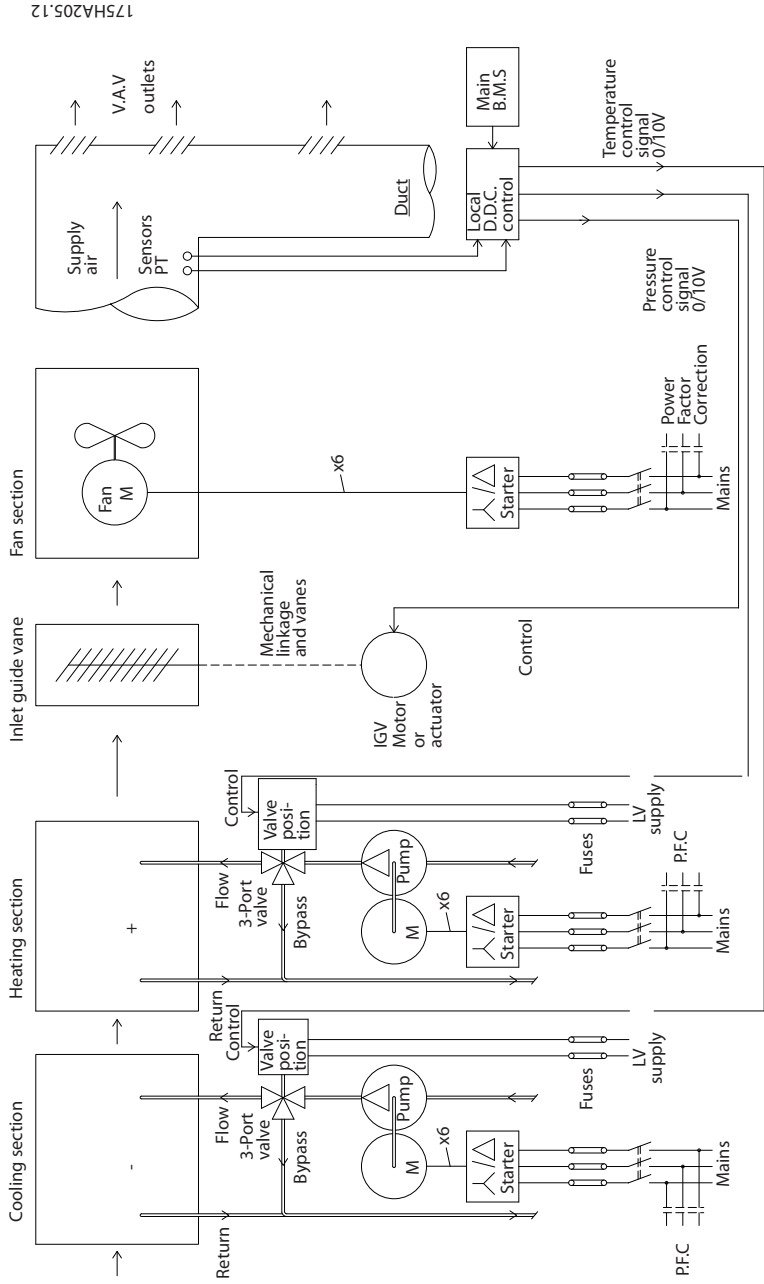 175HA205.12
Cooling section
-
Return
Flow
3-Port
valve
Bypass
Return
Control
Valve
posi-
tion
Pump
M
x6
Starter
Fuses
LV
supply
P.F.C
Mains
Heating section
+
Flow
3-Port
valve
Bypass
Control
Valve
posi-
tion
Pump
M
x6
Starter
Fuses
LV
supply
P.F.C
Mains
Inlet guide vane
Mechanical
linkage
and vanes
IGV
Motor
or
actuator
Control
Fan section
Fan
M
x6
Starter
Power
Factor
Correction
Mains
Supply
air
Sensors
PT
V.A.V
outlets
Duct
Local
D.D.C.
control
Main
B.M.S
Pressure
control
signal
0/10V
Temperature
control
signal
0/10V